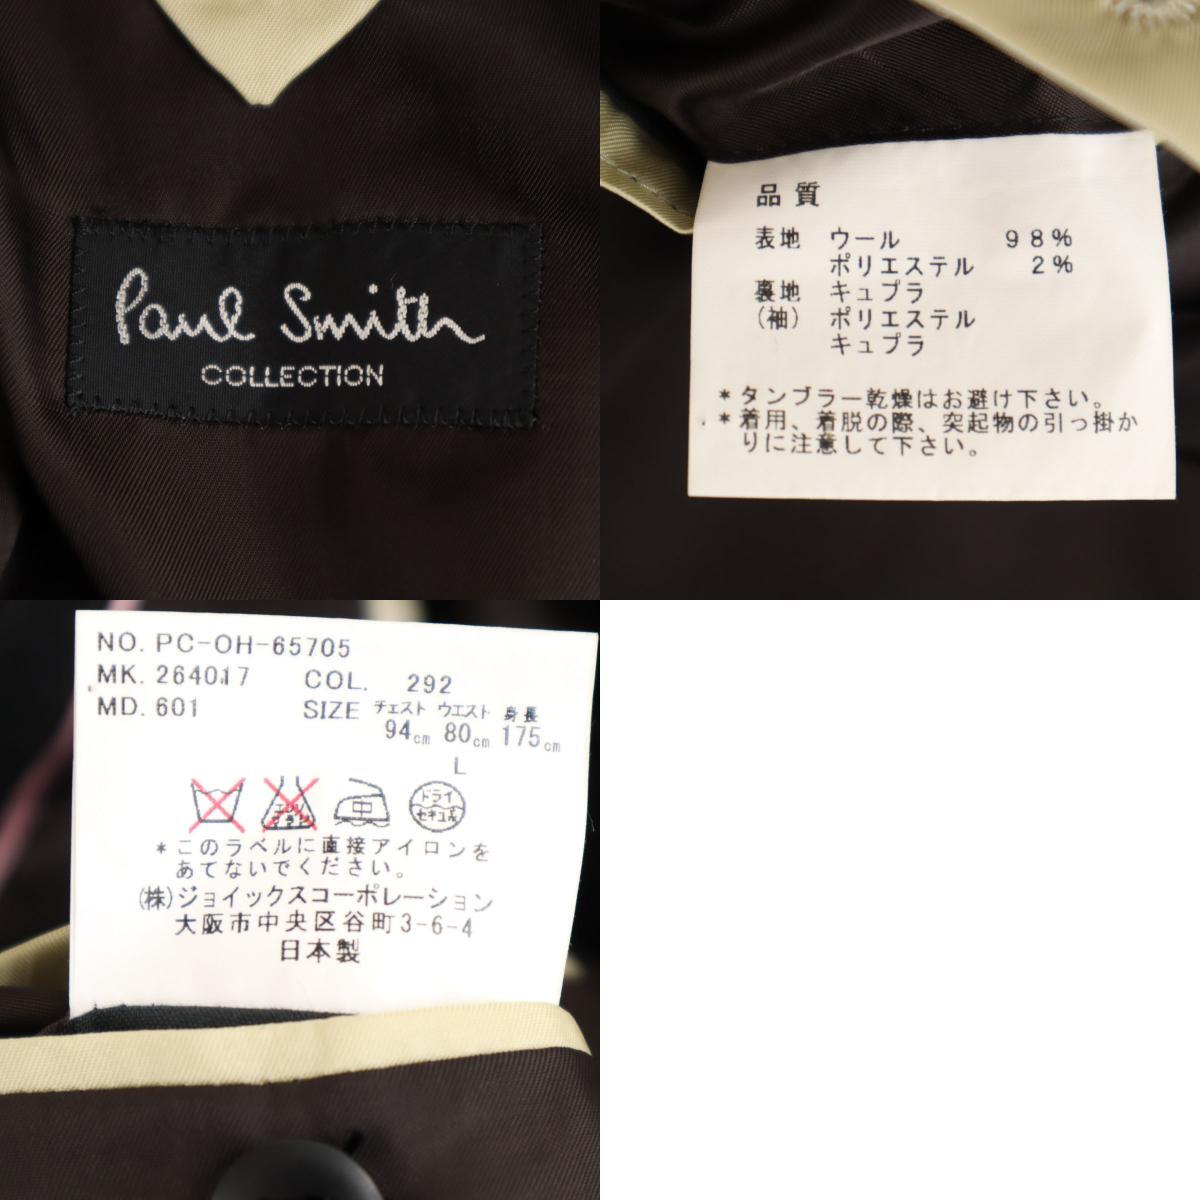 Paul Smith
COLLECTION
品質
表地 ウール 98%
ポリエステル 2%
裏地 キュプラ
(袖) ポリエステル
キュプラ
*タンブラー乾燥はお避け下さい。
*着用、着脱の際、突起物の引っ掛か
りに注意して下さい。
NO. PC-OH-65705
MK. 264017 COL. 292
MD. 601 SIZE チェスト ウエスト 身長
94cm 80cm 175cm
L
中
エンソ
サラシ
ドライ
セキユ系
*このラベルに直接アイロンを
あてないでください。
(株)ジョイックスコーポレーション
大阪市中央区谷町3-6-4
日本製